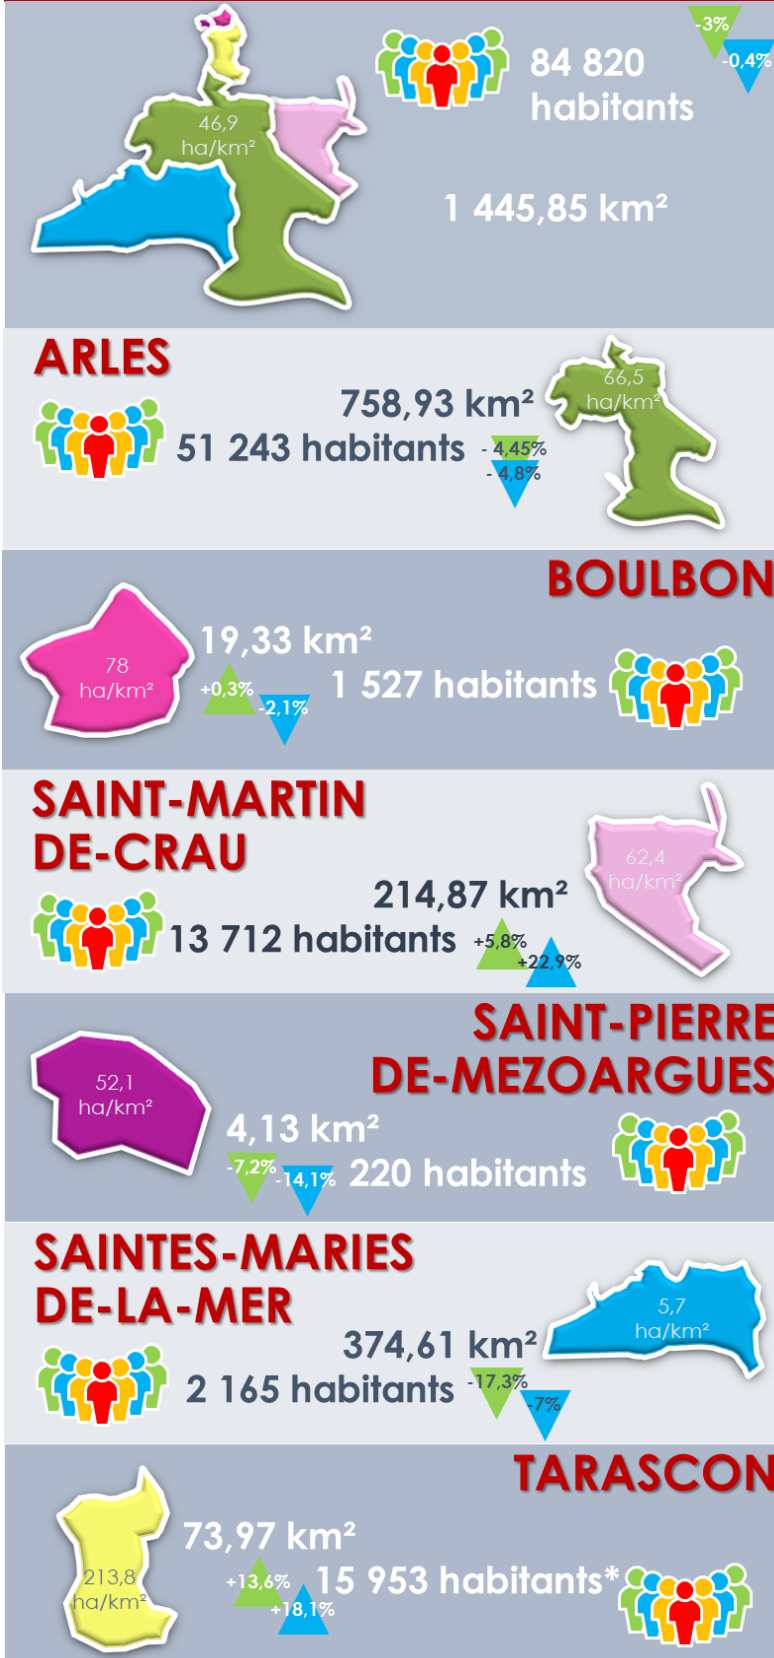 -3%
-0,4%
84 820
habitants
46,9
ha/km²
1 445,85 km²
ARLES
758,93 km²
66,5
ha/km²
51 243 habitants
- 4,45%
- 4,8%
BOULBON
19,33 km²
78
ha/km²
+0,3%
-2,1%
1 527 habitants
SAINT-MARTIN
DE-CRAU
62,4
ha/km²
214,87 km²
13 712 habitants
+5,8%
+22,9%
SAINT-PIERRE
DE-MEZOARGUES
52,1
ha/km²
4,13 km²
-7,2%
-14,1%
220 habitants
SAINTES-MARIES
DE-LA-MER
5,7
ha/km²
374,61 km²
2 165 habitants
-17,3%
-7%
TARASCON
73,97 km²
213,8
ha/km²
+13,6%
+18,1%
15 953 habitants*